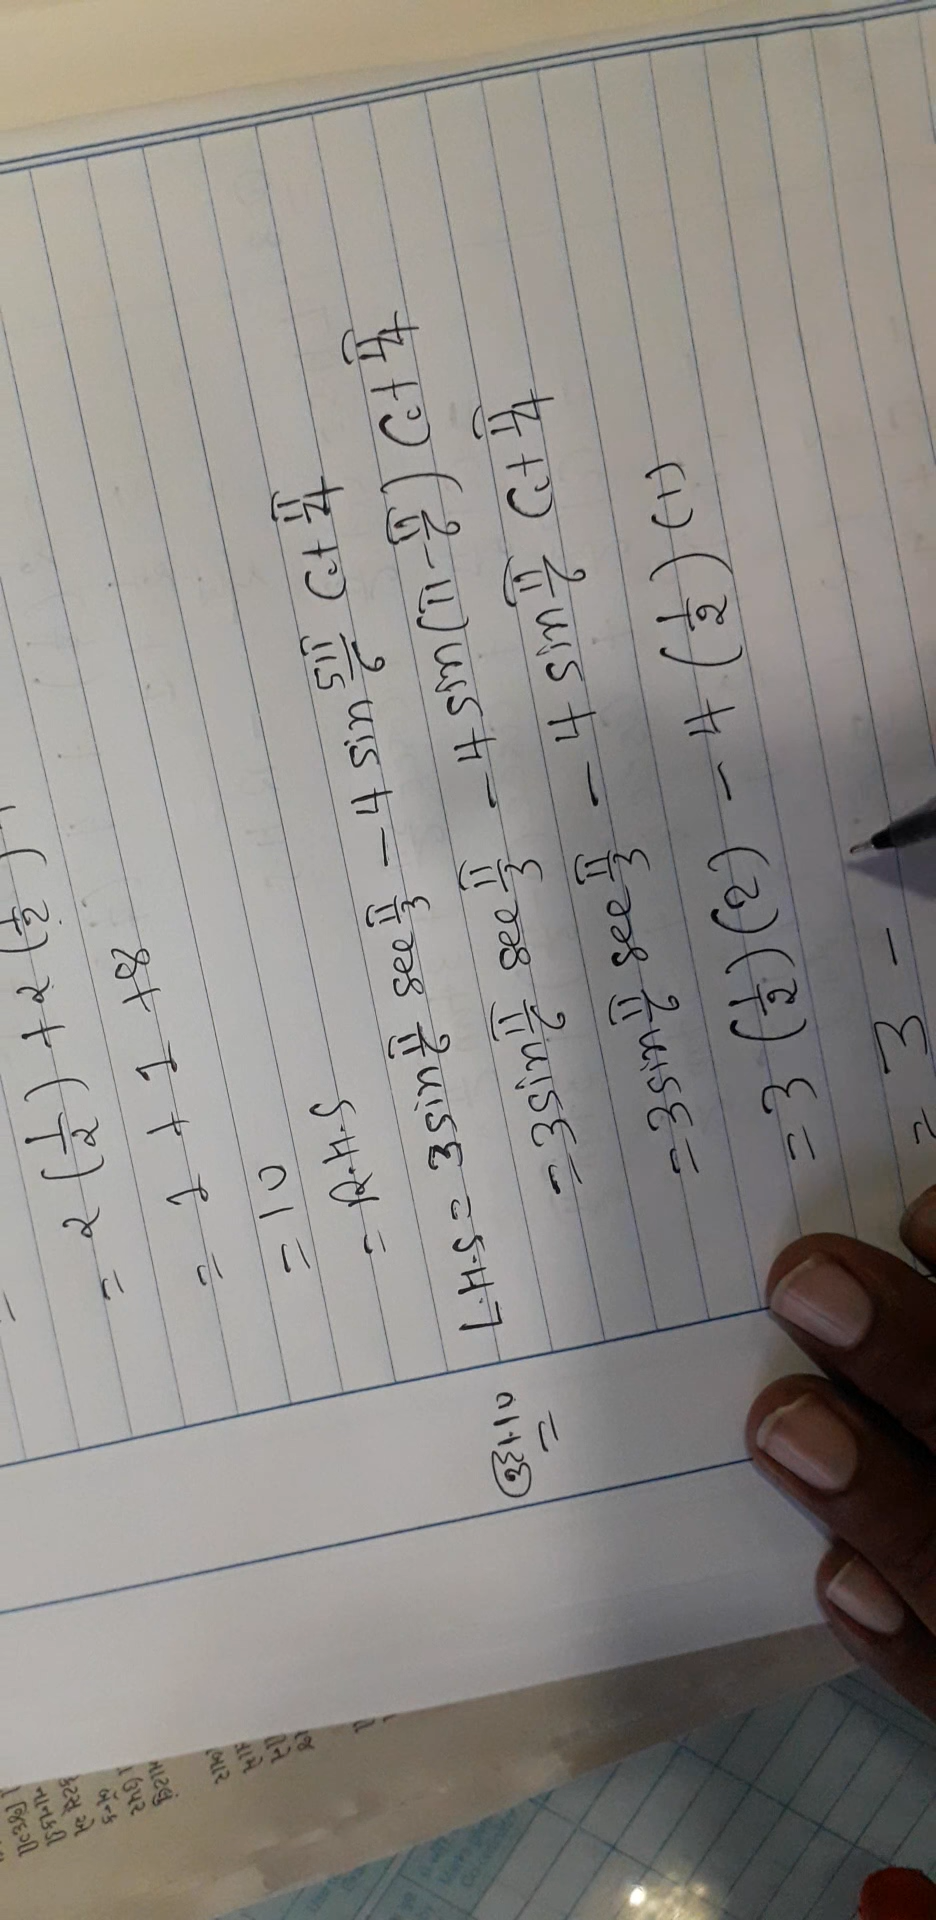 = 2(1/2) + 2(1/2) +
= 1 + 1 + 8
= 10
= R.H.S
L.H.S = 3sin π/6 sec π/3 - 4 sin 5π/6 Cot π/4
= 3sin π/6 sec π/3 - 4 sin(π - π/6) Cot π/4
= 3sin π/6 sec π/3 - 4 sin π/6 Cot π/4
= 3(1/2)(2) - 4(1/2)(1)
= 3 -